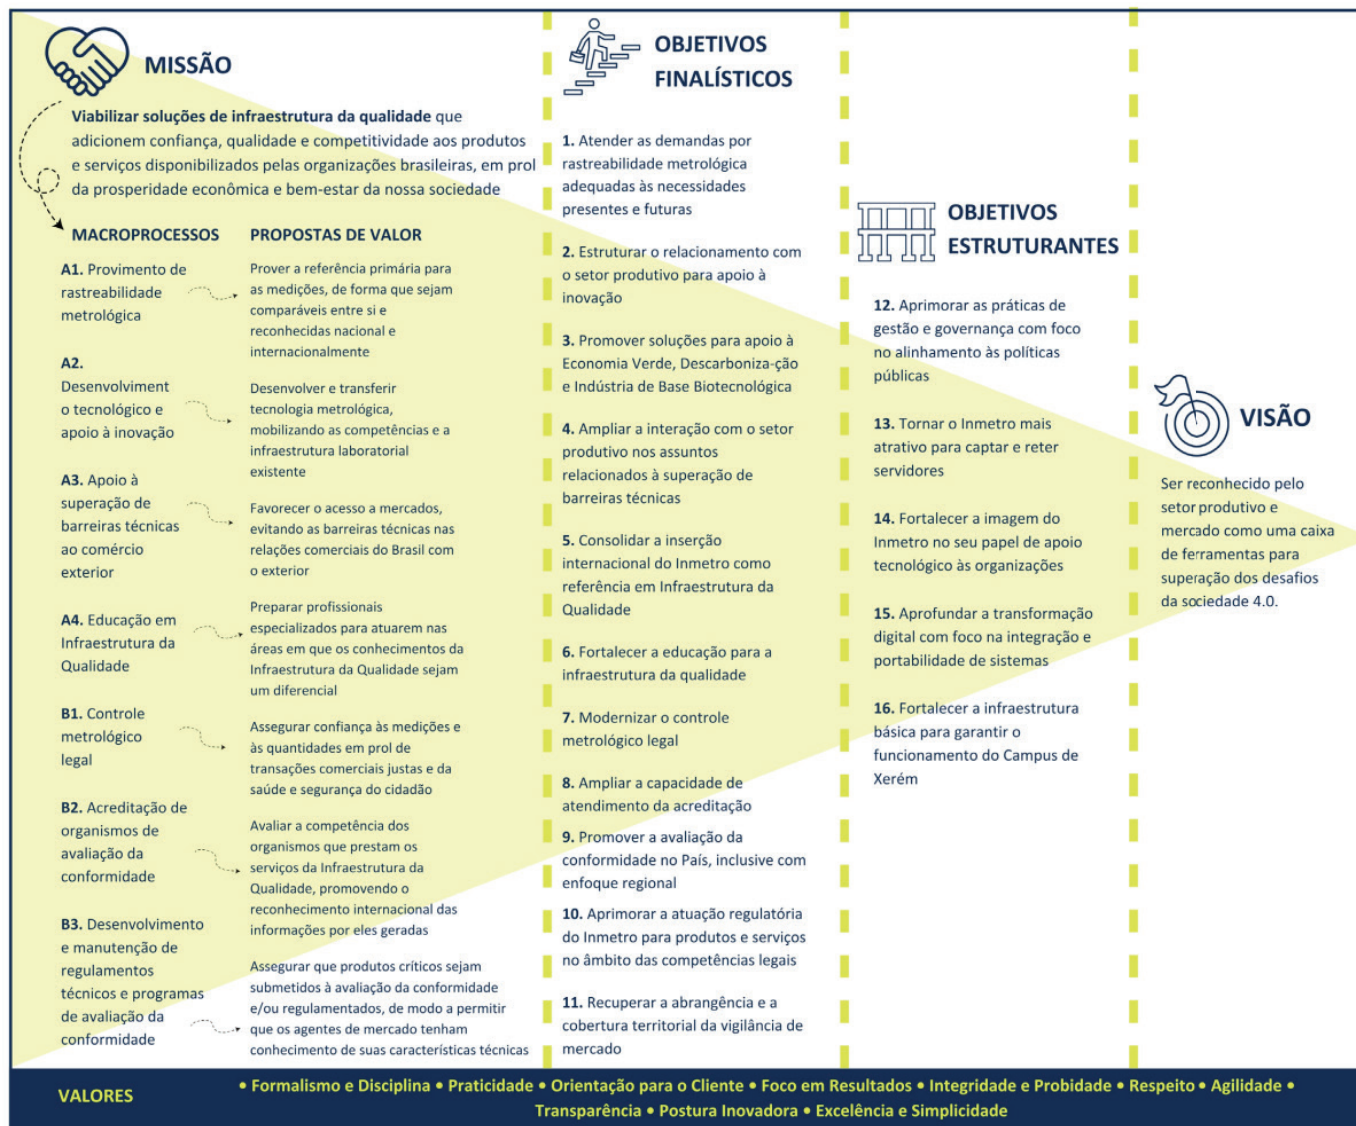 MISSÃO
Viabilizar soluções de infraestrutura da qualidade que
adicionem confiança, qualidade e competitividade aos produtos
e serviços disponibilizados pelas organizações brasileiras, em prol
da prosperidade econômica e bem-estar da nossa sociedade
MACROPROCESSOS
PROPOSTAS DE VALOR
A1. Provimento de
rastreabilidade
metrológica
Prover a referência primária para
as medições, de forma que sejam
comparáveis entre si e
reconhecidas nacional e
internacionalmente
A2.
Desenvolviment
o tecnológico e
apoio à inovação
Desenvolver e transferir
tecnologia metrológica,
mobilizando as competências e a
infraestrutura laboratorial
existente
A3. Apoio à
superação de
barreiras técnicas
ao comércio
exterior
Favorecer o acesso a mercados,
evitando as barreiras técnicas nas
relações comerciais do Brasil com
o exterior
A4. Educação em
Infraestrutura da
Qualidade
Preparar profissionais
especializados para atuarem nas
áreas em que os conhecimentos da
Infraestrutura da Qualidade sejam
um diferencial
B1. Controle
metrológico
legal
Assegurar confiança às medições e
às quantidades em prol de
transações comerciais justas e da
saúde e segurança do cidadão
B2. Acreditação de
organismos de
avaliação da
conformidade
Avaliar a competência dos
organismos que prestam os
serviços da Infraestrutura da
Qualidade, promovendo o
reconhecimento internacional das
informações por eles geradas
B3. Desenvolvimento
e manutenção de
regulamentos
técnicos e programas
de avaliação da
conformidade
Assegurar que produtos críticos sejam
submetidos à avaliação da conformidade
e/ou regulamentados, de modo a permitir
que os agentes de mercado tenham
conhecimento de suas características técnicas
OBJETIVOS
FINALÍSTICOS
1. Atender as demandas por
rastreabilidade metrológica
adequadas às necessidades
presentes e futuras
2. Estruturar o relacionamento com
o setor produtivo para apoio à
inovação
3. Promover soluções para apoio à
Economia Verde, Descarboniza-ção
e Indústria de Base Biotecnológica
4. Ampliar a interação com o setor
produtivo nos assuntos
relacionados à superação de
barreiras técnicas
5. Consolidar a inserção
internacional do Inmetro como
referência em Infraestrutura da
Qualidade
6. Fortalecer a educação para a
infraestrutura da qualidade
7. Modernizar o controle
metrológico legal
8. Ampliar a capacidade de
atendimento da acreditação
9. Promover a avaliação da
conformidade no País, inclusive com
enfoque regional
10. Aprimorar a atuação regulatória
do Inmetro para produtos e serviços
no âmbito das competências legais
11. Recuperar a abrangência e a
cobertura territorial da vigilância de
mercado
OBJETIVOS
ESTRUTURANTES
12. Aprimorar as práticas de
gestão e governança com foco
no alinhamento às políticas
públicas
13. Tornar o Inmetro mais
atrativo para captar e reter
servidores
14. Fortalecer a imagem do
Inmetro no seu papel de apoio
tecnológico às organizações
15. Aprofundar a transformação
digital com foco na integração e
portabilidade de sistemas
16. Fortalecer a infraestrutura
básica para garantir o
funcionamento do Campus de
Xerém
VISÃO
Ser reconhecido pelo
setor produtivo e
mercado como uma caixa
de ferramentas para
superação dos desafios
da sociedade 4.0.
VALORES
• Formalismo e Disciplina • Praticidade • Orientação para o Cliente • Foco em Resultados • Integridade e Probidade • Respeito • Agilidade •
Transparência • Postura Inovadora • Excelência e Simplicidade